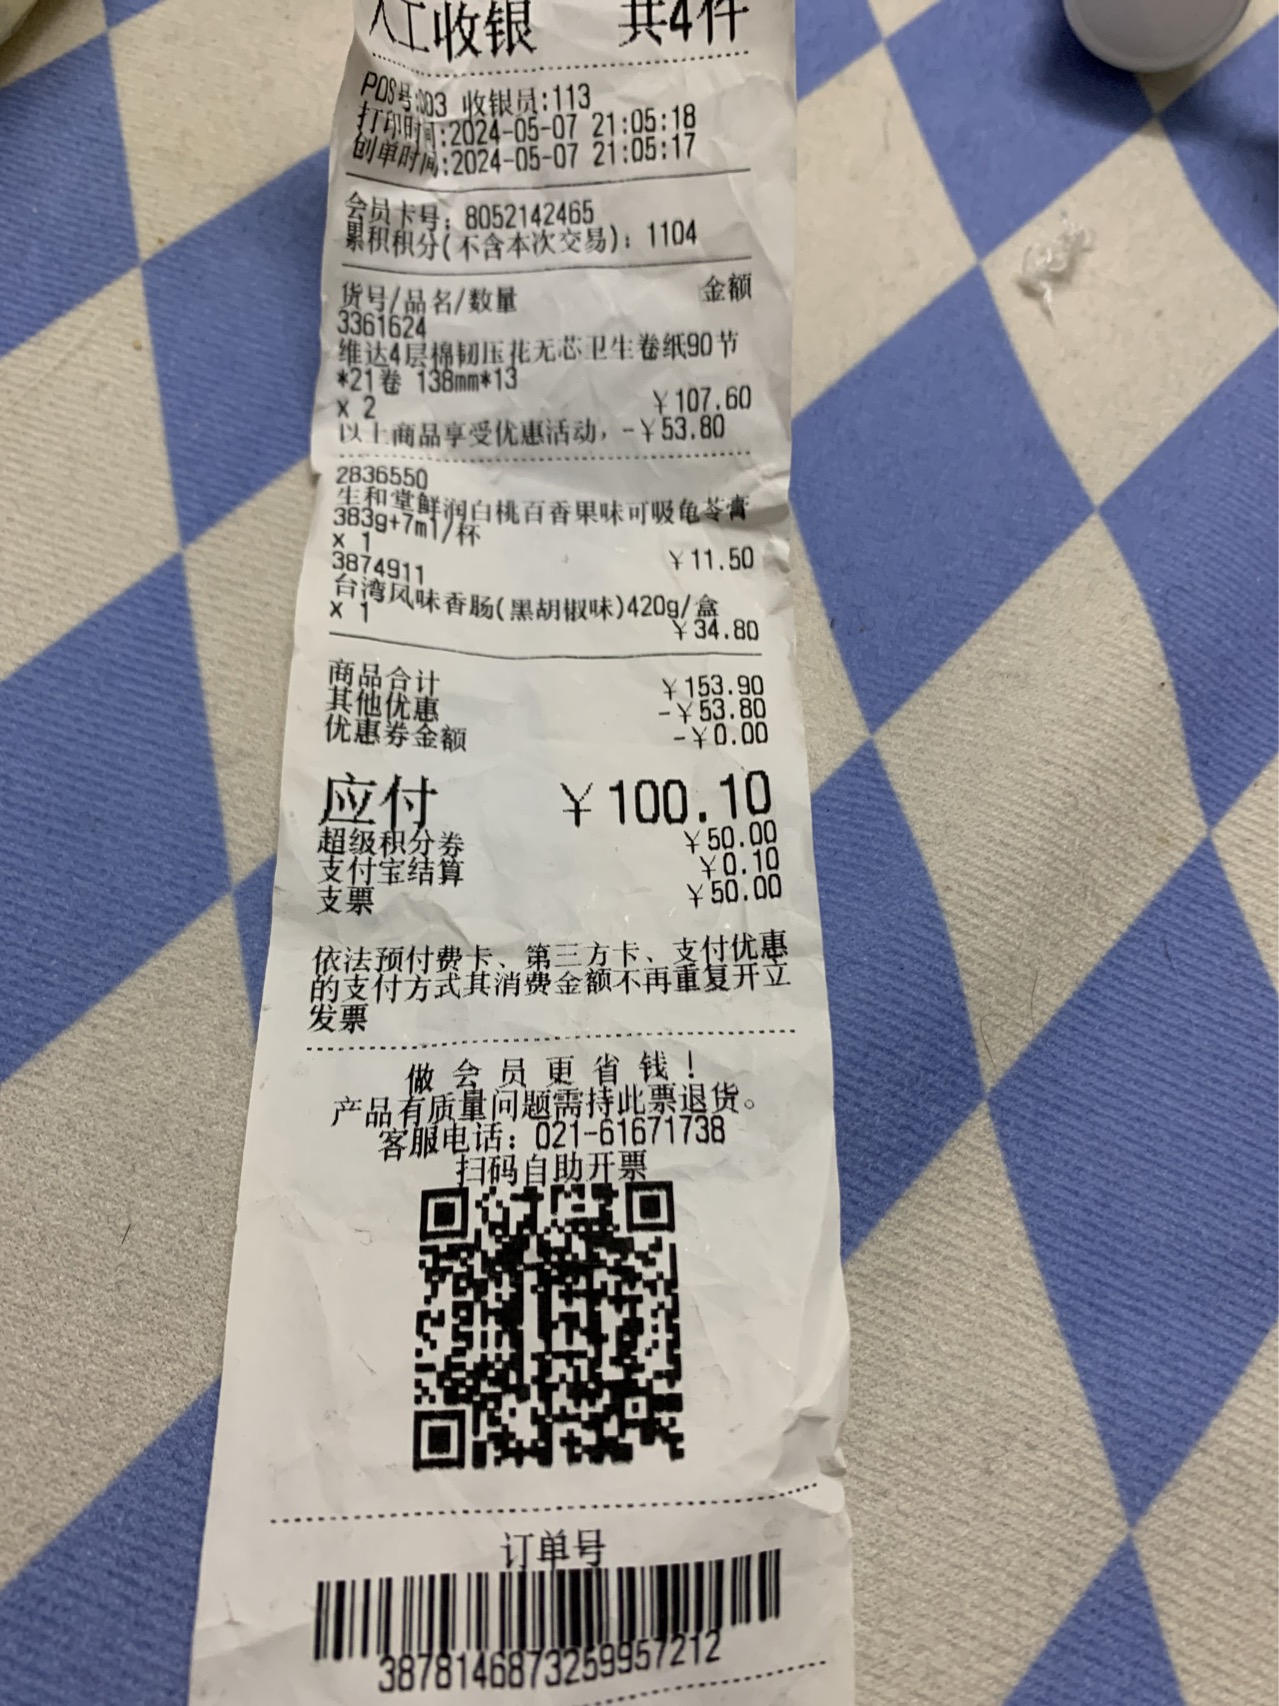 人工收银 共4件
POS号:003 收银员:113
打印时间:2024-05-07 21:05:18
创单时间:2024-05-07 21:05:17
会员卡号: 8052142465
累积积分(不含本次交易): 1104
货号/品名/数量 金额
3361624
维达4层棉韧压花无芯卫生卷纸90节
*21卷 138mm*13
x 2 ¥107.60
以上商品享受优惠活动, -¥53.80
2836550
生和堂鲜润白桃百香果味可吸龟苓膏
383g+7ml/杯
x 1 ¥11.50
3874911
台湾风味香肠(黑胡椒味)420g/盒
x 1 ¥34.80
商品合计 ¥153.90
其他优惠 -¥53.80
优惠券金额 -¥0.00
应付 ¥100.10
超级积分券 ¥50.00
支付宝结算 ¥0.10
支票 ¥50.00
依法预付费卡、第三方卡、支付优惠
的支付方式其消费金额不再重复开立
发票
做会员更省钱!
产品有质量问题需持此票退货。
客服电话: 021-61671738
扫码自助开票
订单号
3878146873259957212